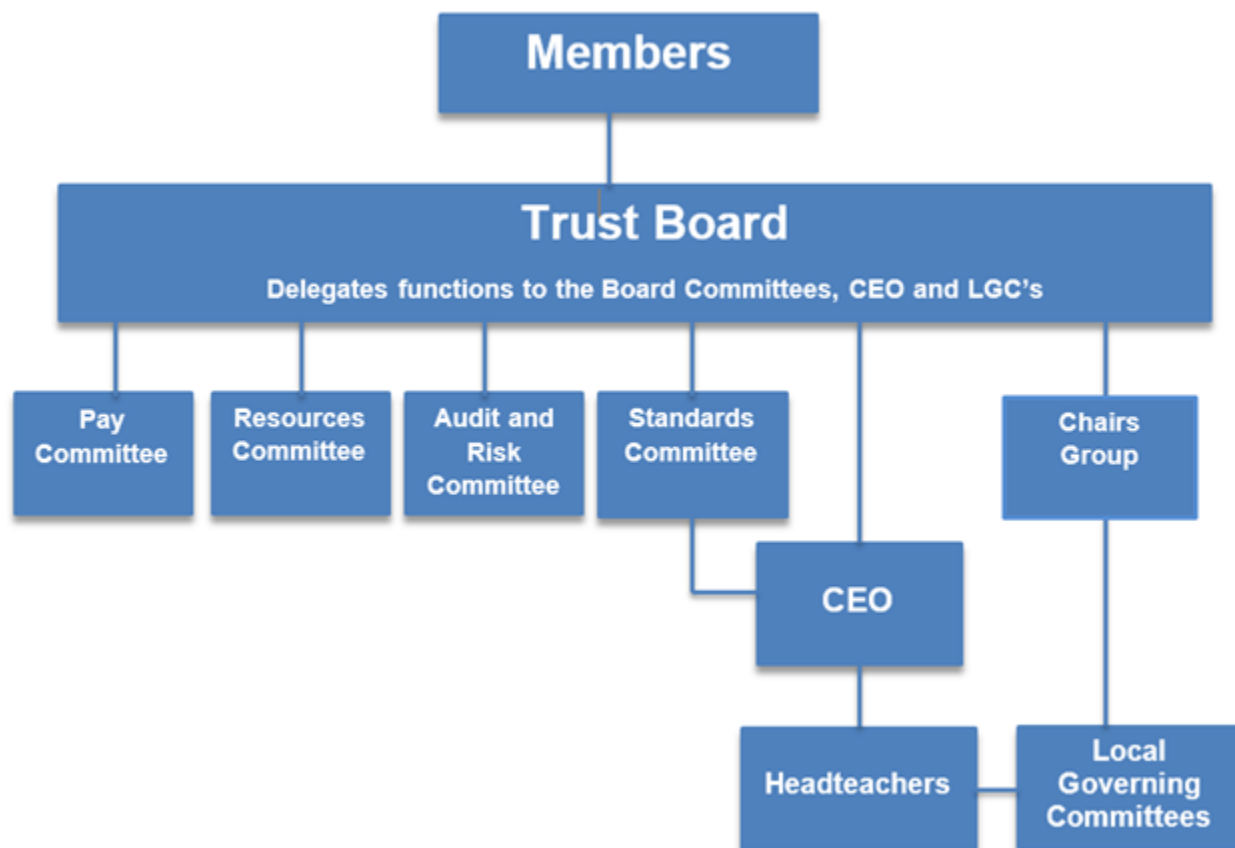 Members
Trust Board
Delegates functions to the Board Committees, CEO and LGC's
Pay
Committee
Resources
Committee
Audit and
Risk
Committee
Standards
Committee
Chairs
Group
CEO
Headteachers
Local
Governing
Committees